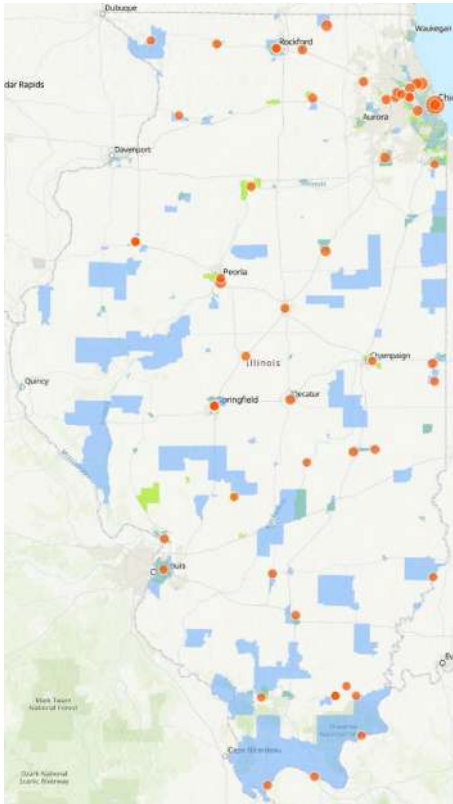 Dubuque
Waukegan
Rockford
dar Rapids
Chic
Aurora
Davenport
Peoria
Illinois
Champaign
Quincy
Springfield
Decatur
ouis
Mark Twain
National Forest
Cape Girardeau
Ozark National
Scenic Riverway